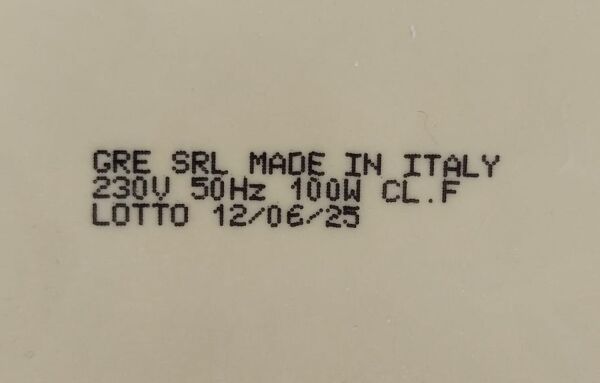 GRE SRL MADE IN ITALY
230V 50Hz 100W CL.F
LOTTO 12/06/25